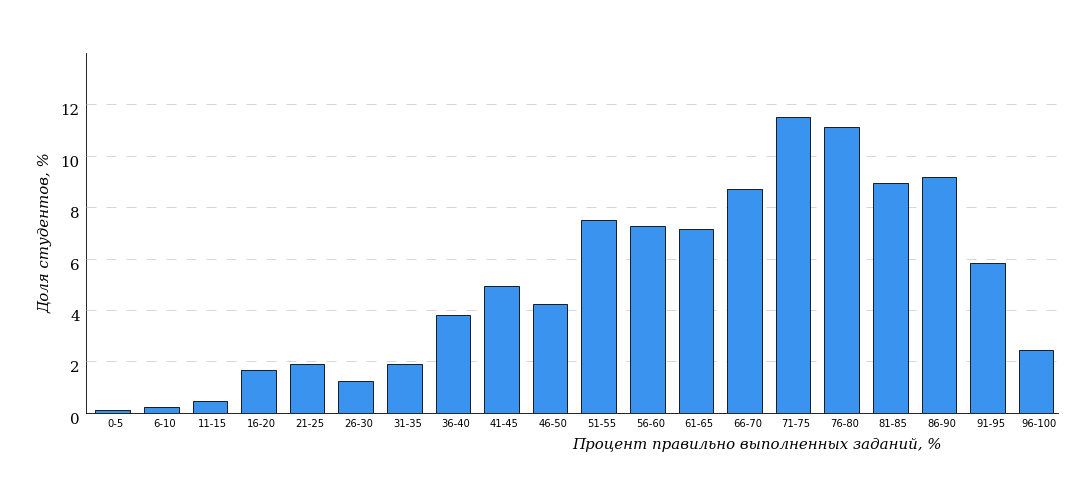 Доля студентов, %
12
10
8
6
4
2
0
0-5 6-10 11-15 16-20 21-25 26-30 31-35 36-40 41-45 46-50 51-55 56-60 61-65 66-70 71-75 76-80 81-85 86-90 91-95 96-100
Процент правильно выполненных заданий, %